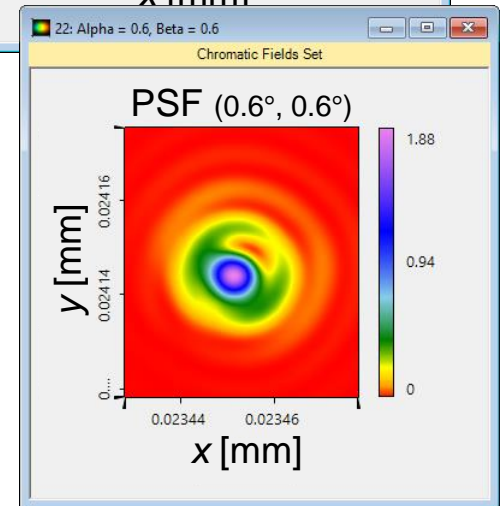 22: Alpha = 0.6, Beta = 0.6
Chromatic Fields Set
PSF (0.6°, 0.6°)
1.88
0.94
0
y [mm]
0.02416
0.02414
0....
0.02344 0.02346
x [mm]